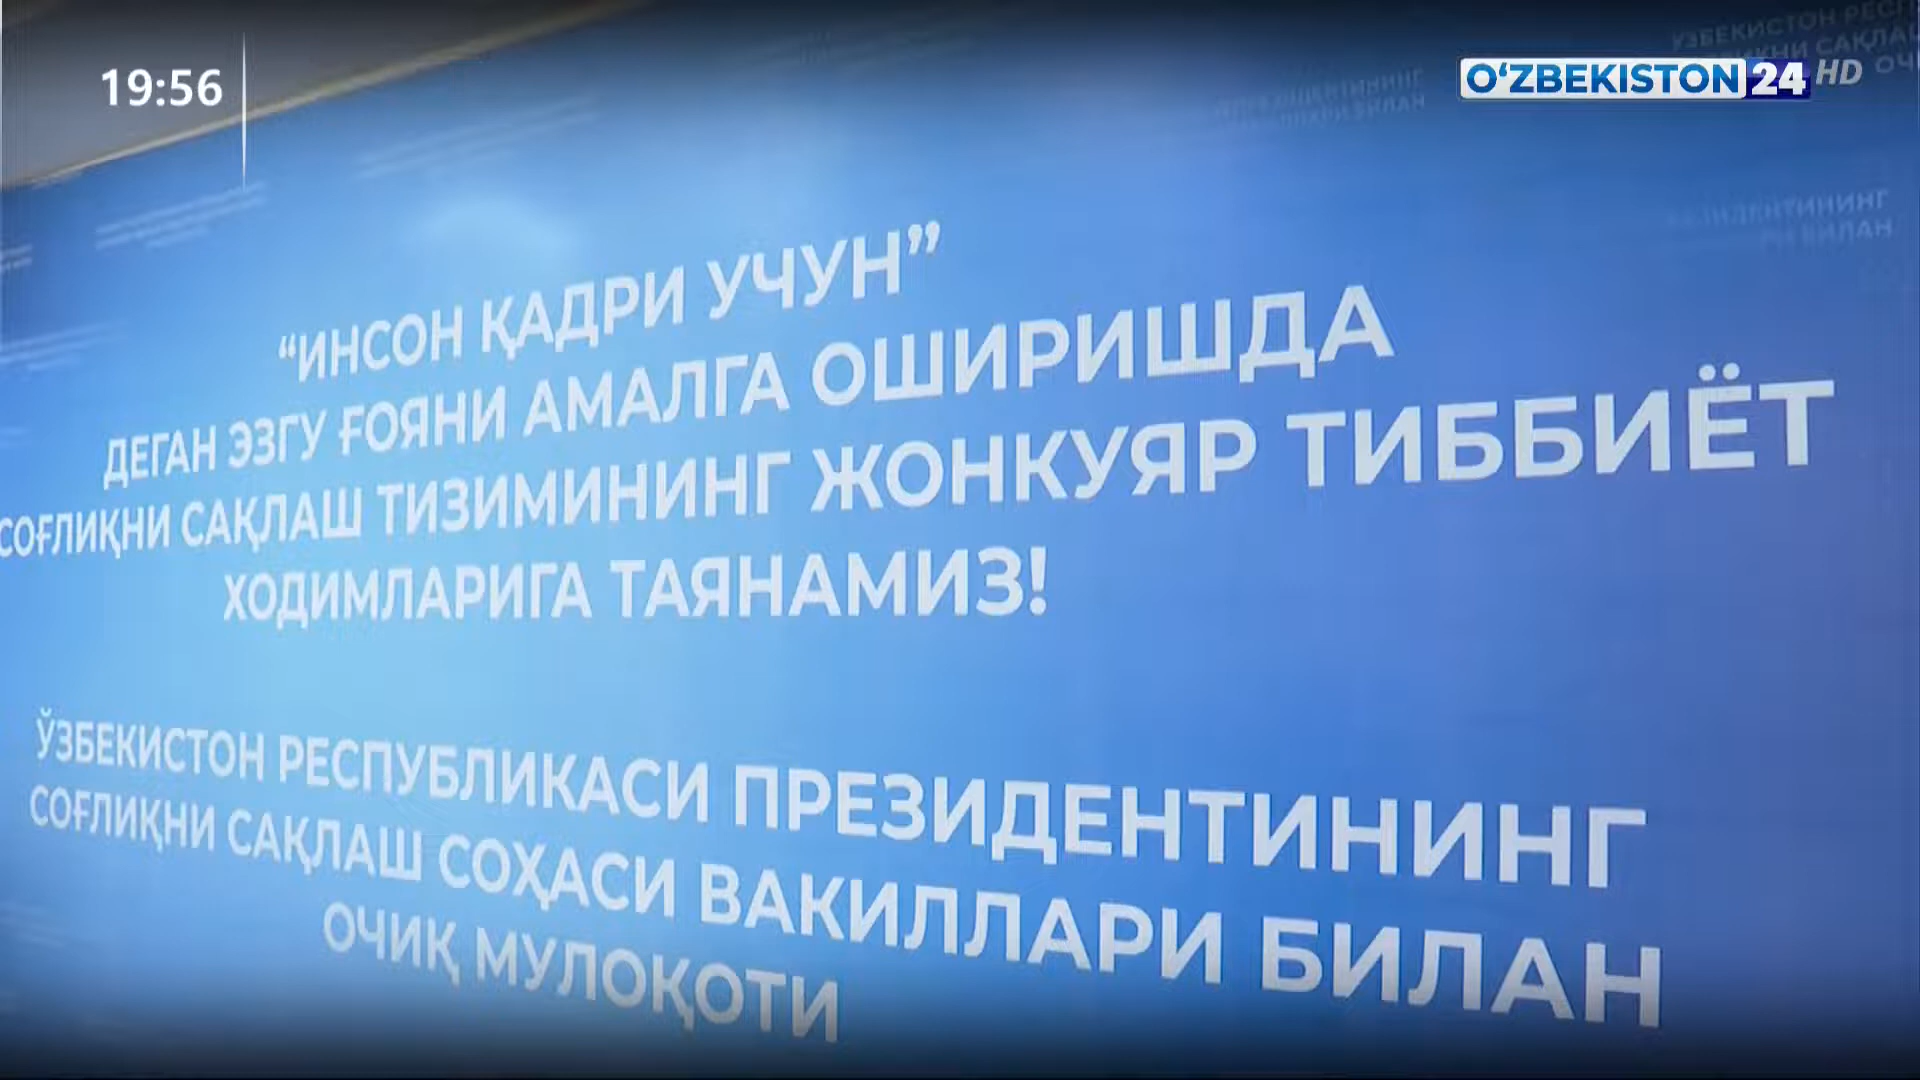 19:56
O‘ZBEKISTON 24 HD
“ИНСОН ҚАДРИ УЧУН”
ДЕГАН ЭЗГУ ҒОЯНИ АМАЛГА ОШИРИШДА
СОҒЛИҚНИ САҚЛАШ ТИЗИМИНИНГ ЖОНКУЯР ТИББИЁТ
ХОДИМЛАРИГА ТАЯНАМИЗ!
ЎЗБЕКИСТОН РЕСПУБЛИКАСИ ПРЕЗИДЕНТИНИНГ
СОҒЛИҚНИ САҚЛАШ СОҲАСИ ВАКИЛЛАРИ БИЛАН
ОЧИҚ МУЛОҚОТИ